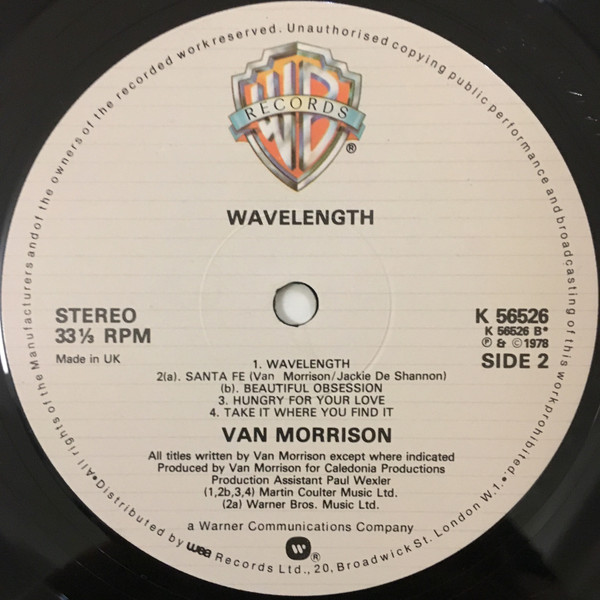 All rights of the Manufacturers and of the owners of the recorded work reserved. Unauthorised copying public performance and broadcasting of this work prohibited.
WB
RECORDS
®
WAVELENGTH
STEREO
33⅓ RPM
Made in UK
K 56526
K 56526 B*
℗ & © 1978
SIDE 2
1. WAVELENGTH
2(a). SANTA FE (Van Morrison/Jackie De Shannon)
(b). BEAUTIFUL OBSESSION
3. HUNGRY FOR YOUR LOVE
4. TAKE IT WHERE YOU FIND IT
VAN MORRISON
All titles written by Van Morrison except where indicated
Produced by Van Morrison for Caledonia Productions
Production Assistant Paul Wexler
(1,2b,3,4) Martin Coulter Music Ltd.
(2a) Warner Bros. Music Ltd.
a Warner Communications Company
®
•Distributed by wea Records Ltd., 20, Broadwick St. London W.1.•